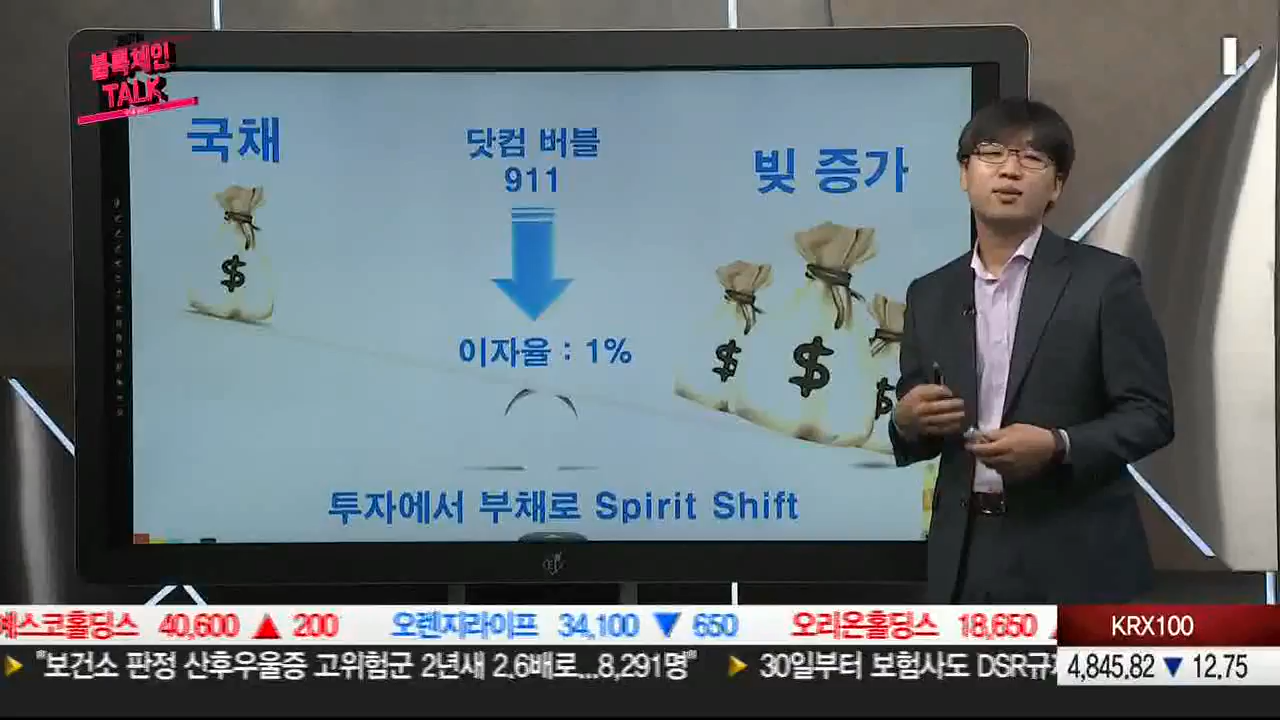 블록체인
TALK
국채
닷컴 버블
911
빚 증가
$
$
$
$
이자율 : 1%
투자에서 부채로 Spirit Shift
예스코홀딩스 40,600 ▲ 200 오렌지라이프 34,100 ▼ 650 오리온홀딩스 18,650
KRX100
"보건소 판정 산후우울증 고위험군 2년새 2.6배로...8,291명" 30일부터 보험사도 DSR규제
4,845.82 ▼ 12.75